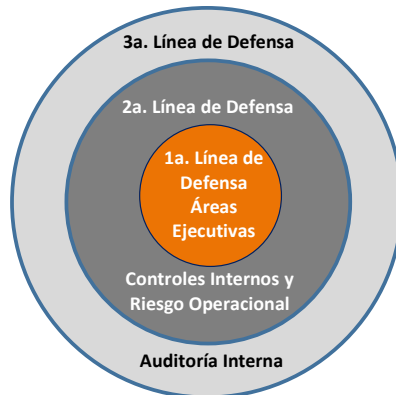 3a. Línea de Defensa
2a. Línea de Defensa
1a. Línea de
Defensa
Áreas
Ejecutivas
Controles Internos y
Riesgo Operacional
Auditoría Interna